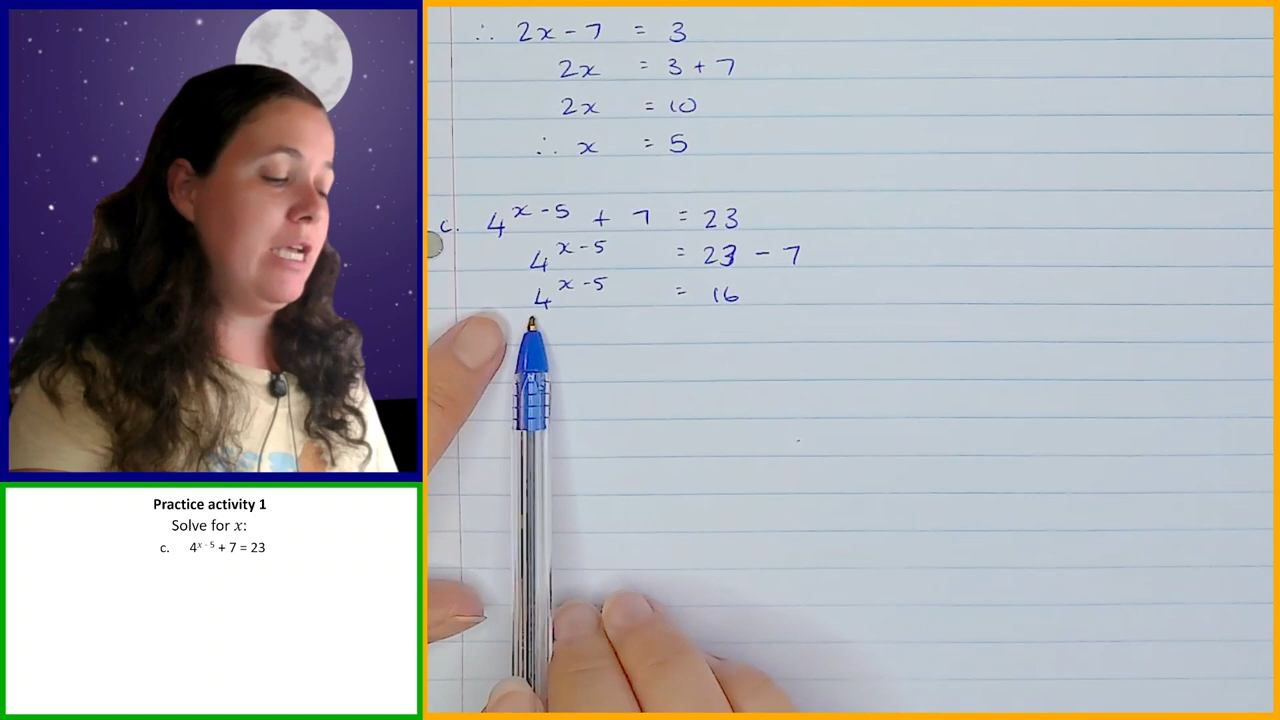 ∴ 2x - 7 = 3
2x = 3 + 7
2x = 10
∴ x = 5
c. 4^(x-5) + 7 = 23
4^(x-5) = 23 - 7
4^(x-5) = 16
Practice activity 1
Solve for x:
c. 4^(x-5) + 7 = 23